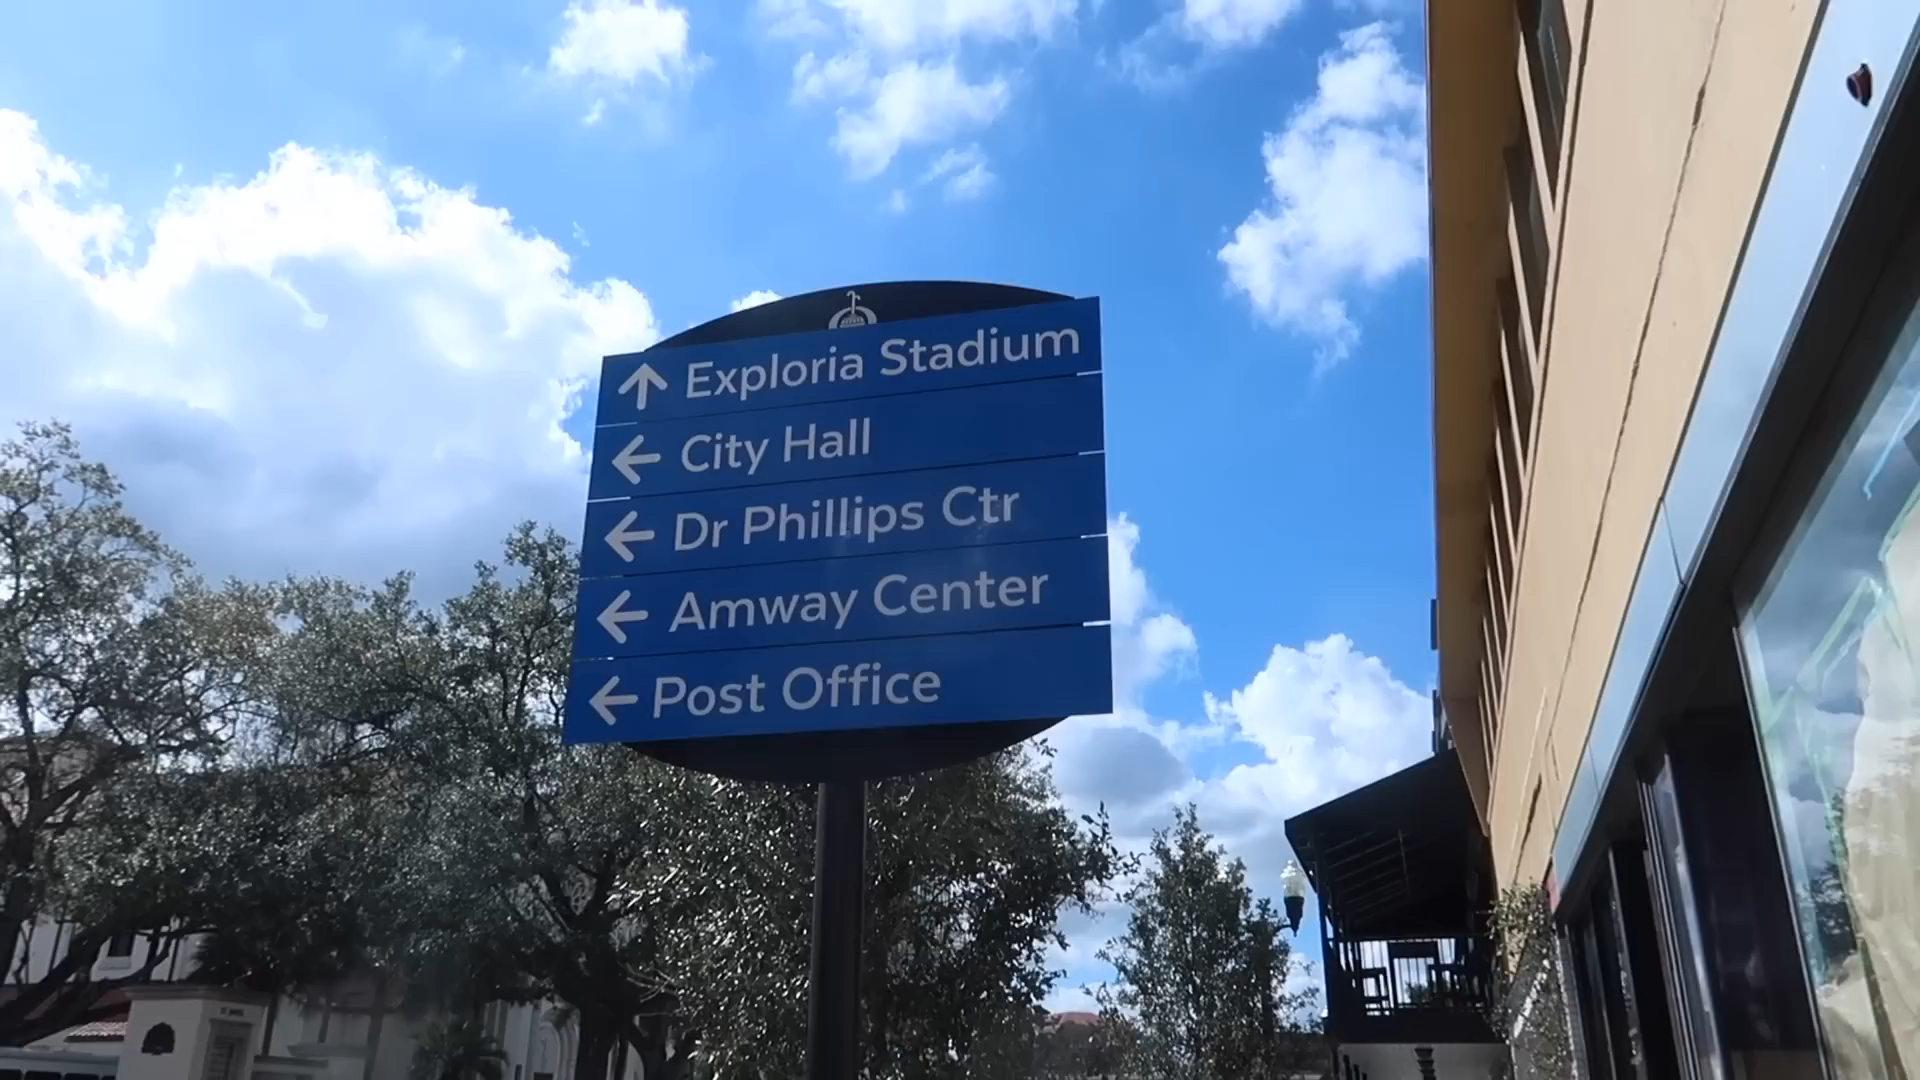 ↑ Exploria Stadium
← City Hall
← Dr Phillips Ctr
← Amway Center
← Post Office